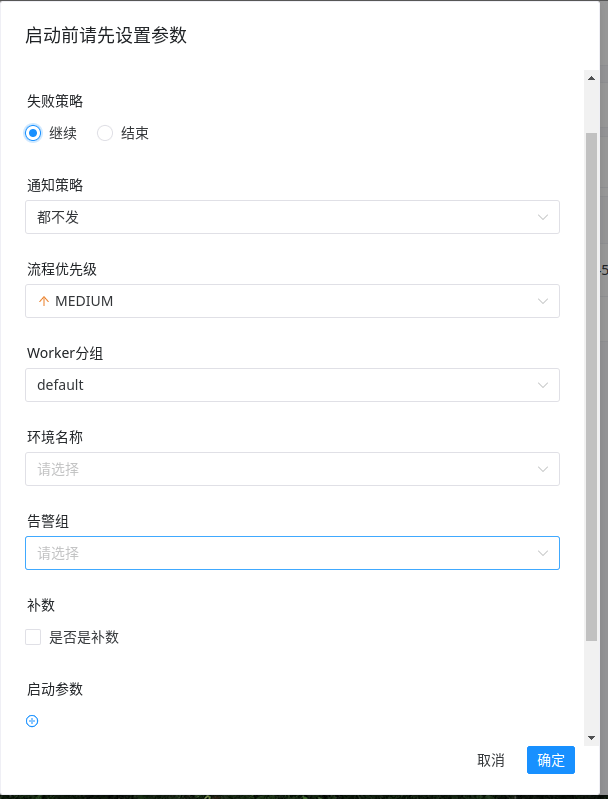 启动前请先设置参数
失败策略
继续 结束
通知策略
都不发
流程优先级
MEDIUM
Worker分组
default
环境名称
请选择
告警组
请选择
补数
是否是补数
启动参数
取消 确定